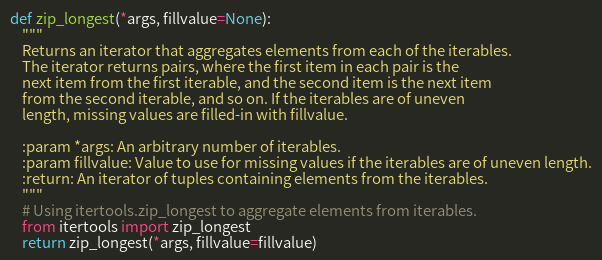 def zip_longest(*args, fillvalue=None):
    """
    Returns an iterator that aggregates elements from each of the iterables.
    The iterator returns pairs, where the first item in each pair is the
    next item from the first iterable, and the second item is the next item
    from the second iterable, and so on. If the iterables are of uneven
    length, missing values are filled-in with fillvalue.

    :param *args: An arbitrary number of iterables.
    :param fillvalue: Value to use for missing values if the iterables are of uneven length.
    :return: An iterator of tuples containing elements from the iterables.
    """
    # Using itertools.zip_longest to aggregate elements from iterables.
    from itertools import zip_longest
    return zip_longest(*args, fillvalue=fillvalue)